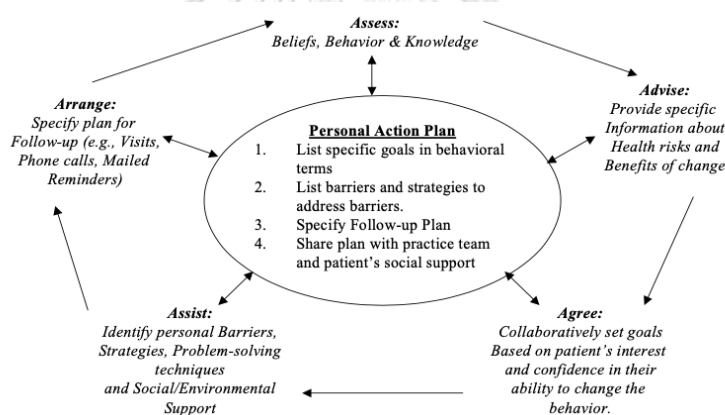 Assess:
Beliefs, Behavior & Knowledge
Advise:
Provide specific
Information about
Health risks and
Benefits of change
Agree:
Collaboratively set goals
Based on patient's interest
and confidence in their
ability to change the
behavior.
Assist:
Identify personal Barriers,
Strategies, Problem-solving
techniques
and Social/Environmental
Support
Arrange:
Specify plan for
Follow-up (e.g., Visits,
Phone calls, Mailed
Reminders)
Personal Action Plan
1. List specific goals in behavioral
terms
2. List barriers and strategies to
address barriers.
3. Specify Follow-up Plan
4. Share plan with practice team
and patient's social support